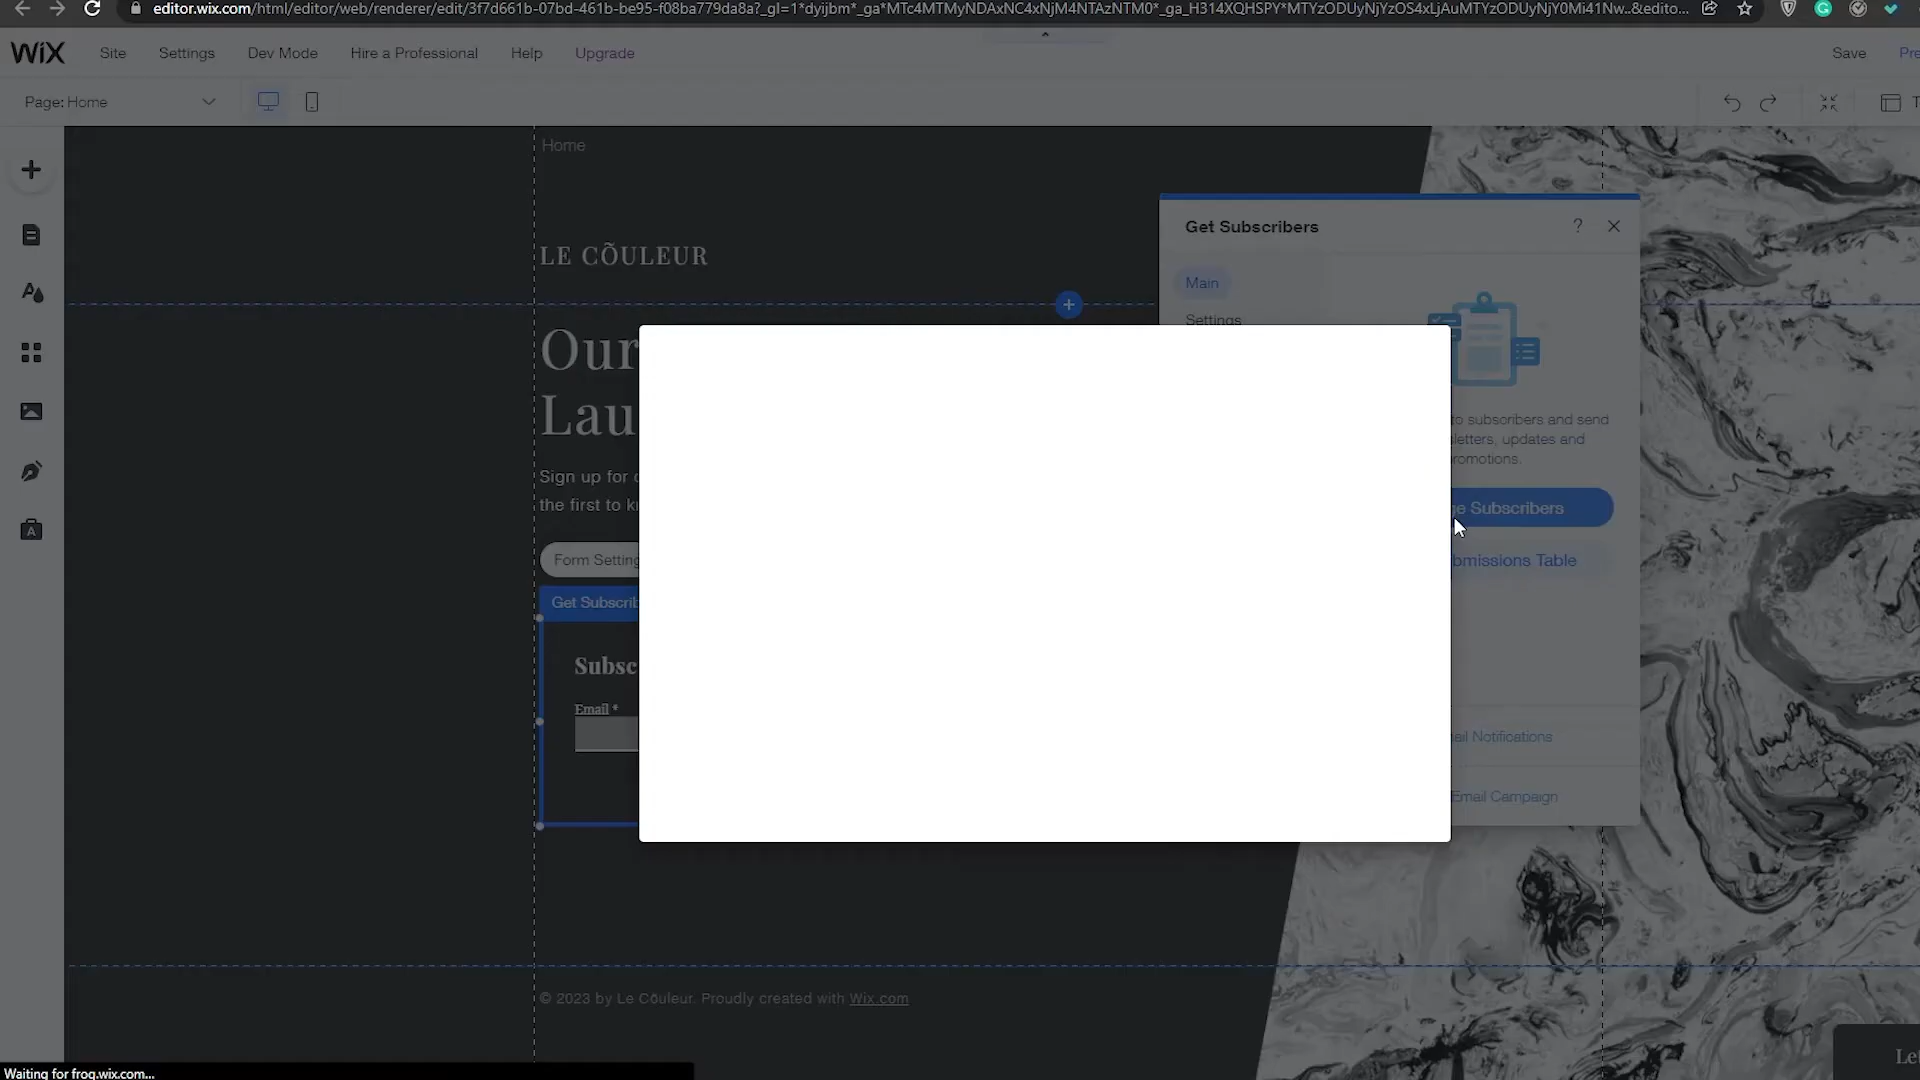 editor.wix.com/html/editor/web/renderer/edit/3f7d661b-07bd-461b-be95-f08ba779da8a?_gl=1*dyijbm*_ga*MTc4MTMyNDAxNC4xNjM4NTAzNTM0*_ga_H314XQHSPY*MTYzODUyNjYzOS4xLjAuMTYzODUyNjY0Mi41Nw..&edito...
WiX Site Settings Dev Mode Hire a Professional Help Upgrade Save Pre
Page: Home
Home
LE CÕULEUR
Get Subscribers ?
Main
Settings
Our
Lau
to subscribers and send
letters, updates and
promotions.
Sign up for
the first to k
e Subscribers
Form Setting
bmissions Table
Get Subscrib
Subsc
Email *
ail Notifications
Email Campaign
© 2023 by Le Cõuleur. Proudly created with Wix.com
Let
Waiting for frog.wix.com...